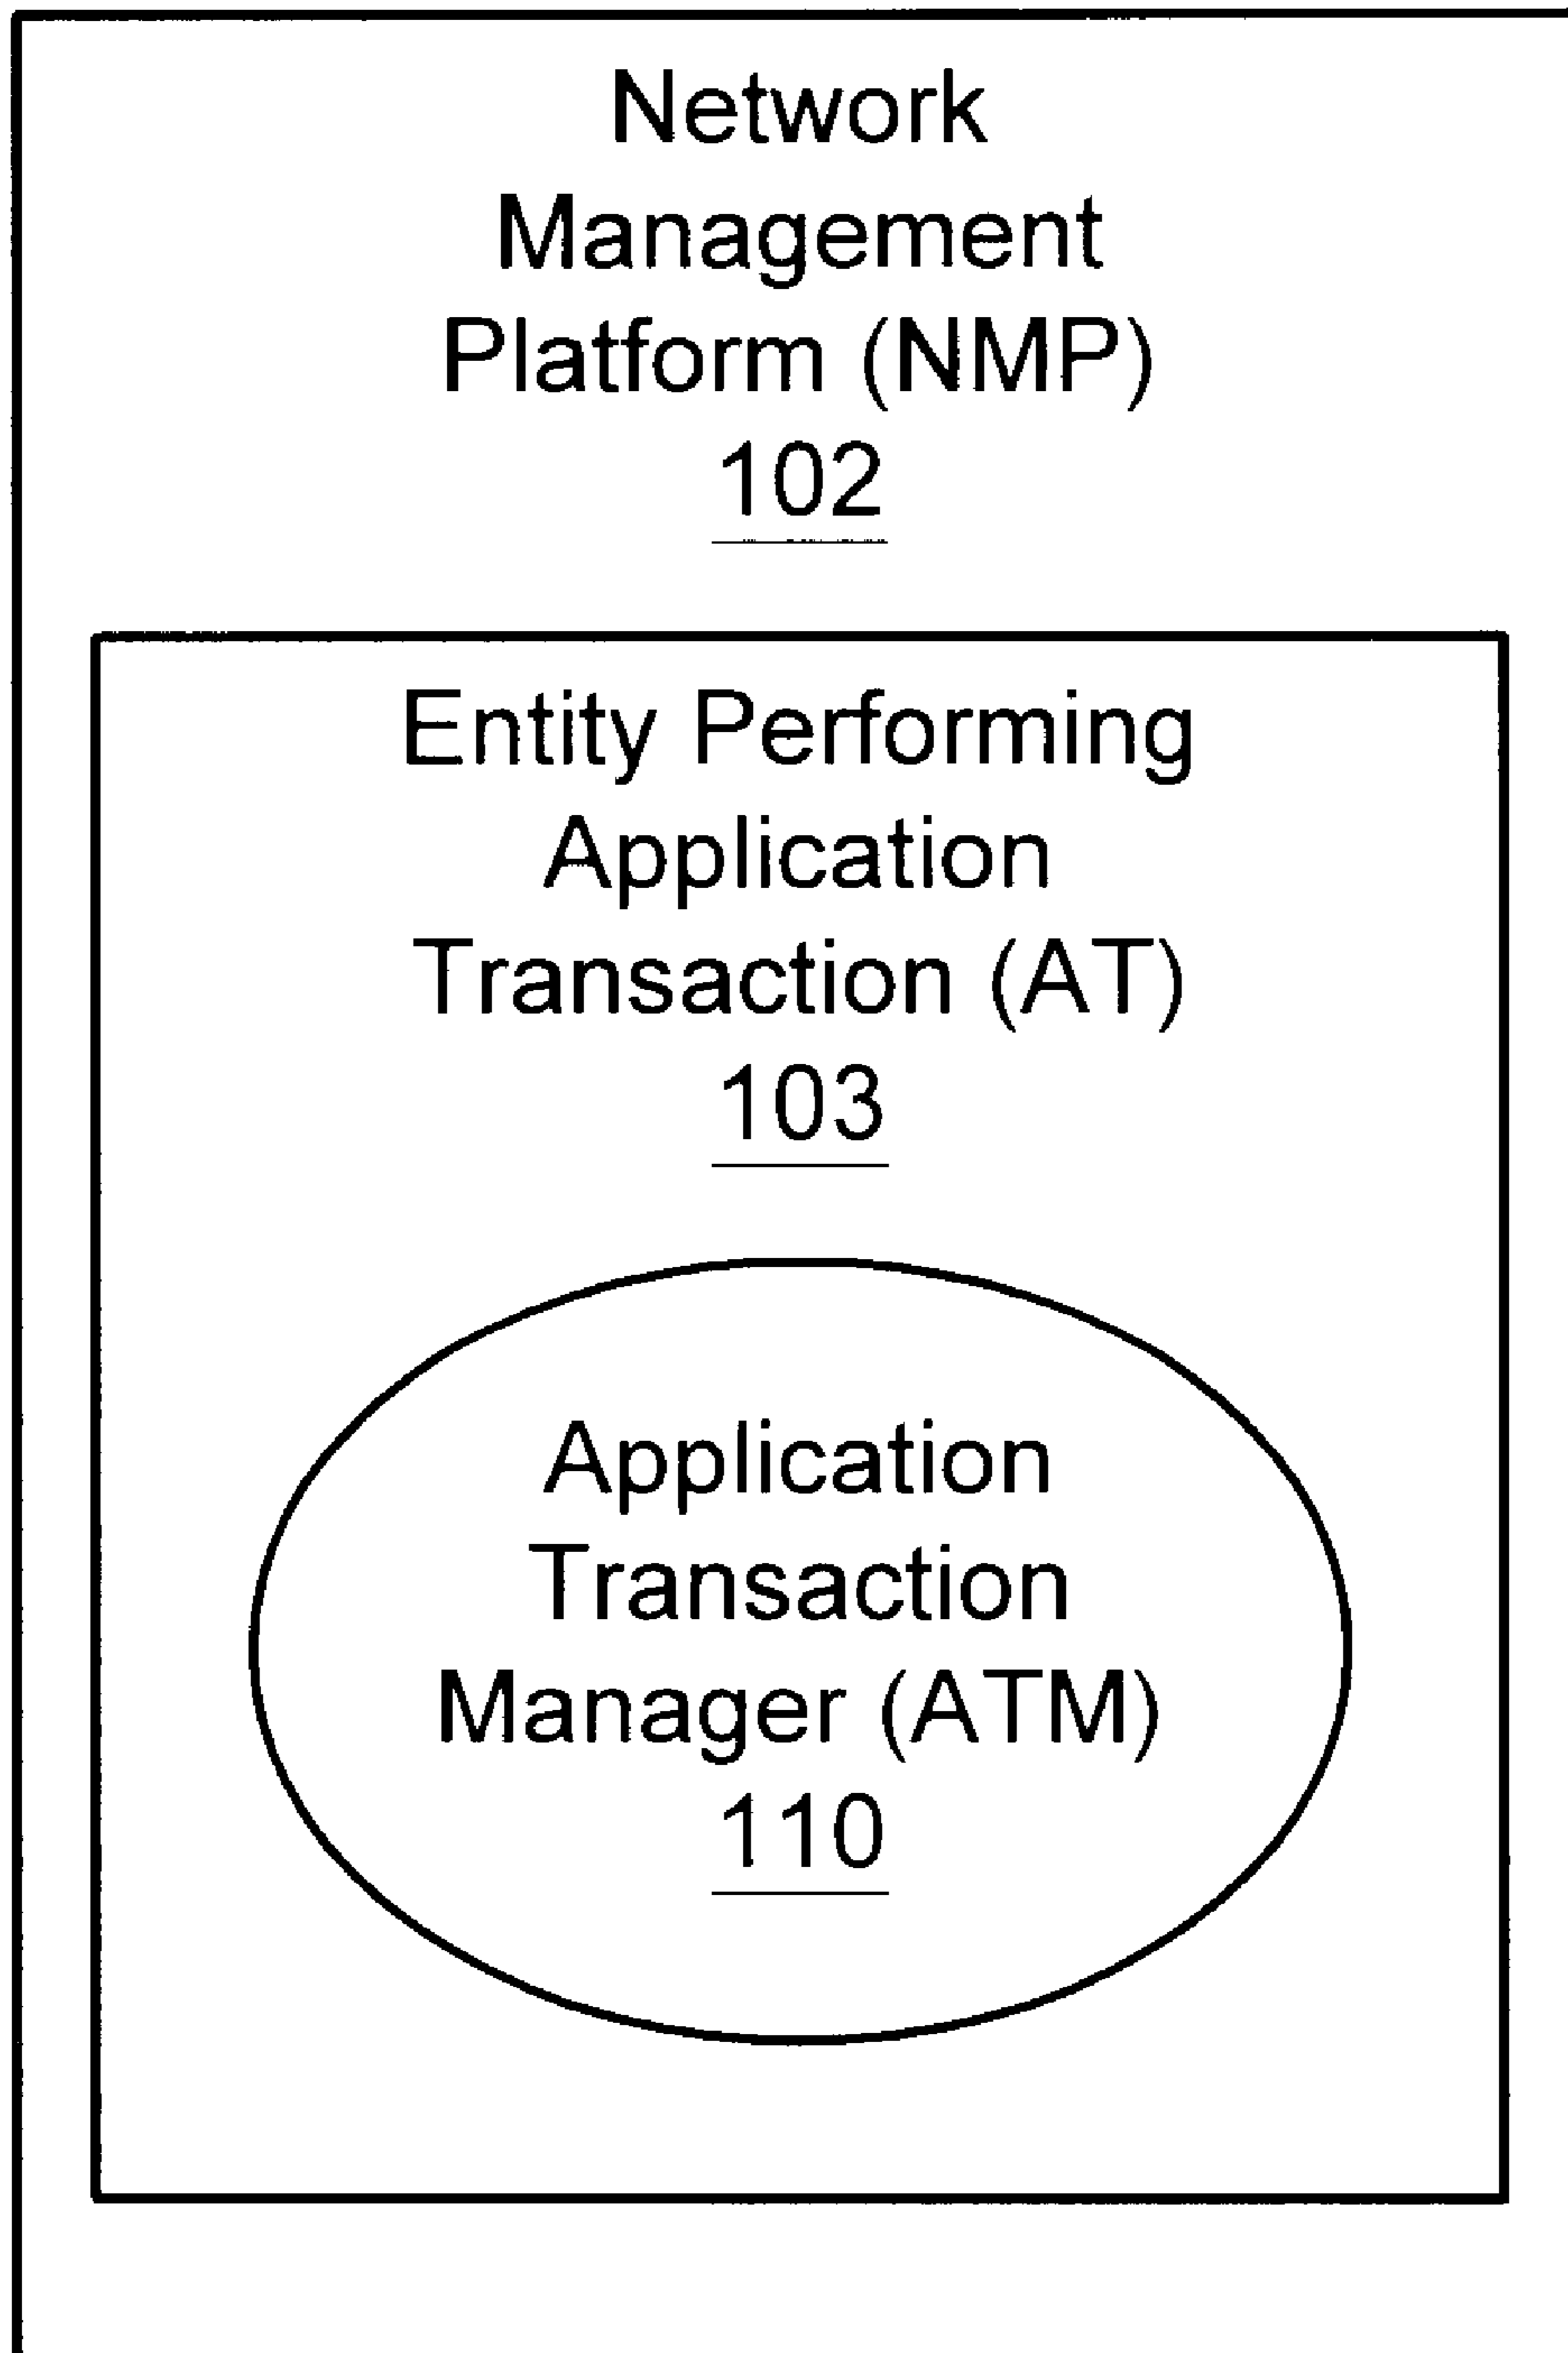 Network
Management
Platform (NMP)
102
Entity Performing
Application
Transaction (AT)
103
Application
Transaction
Manager (ATM)
110